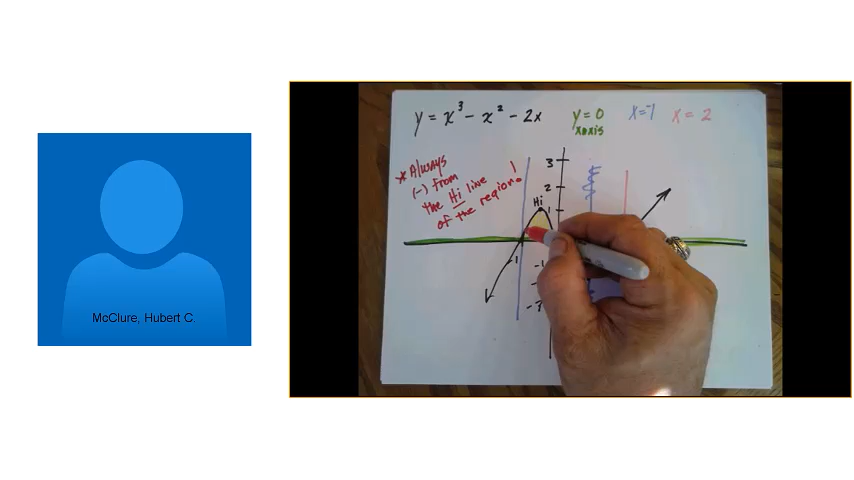 y = x³ - x² - 2x
y = 0
x axis
x = -1
x = 2
* Always
(-) from
the Hi line
of the region!
3
2
1
Hi
-1
-1
McClure, Hubert C.